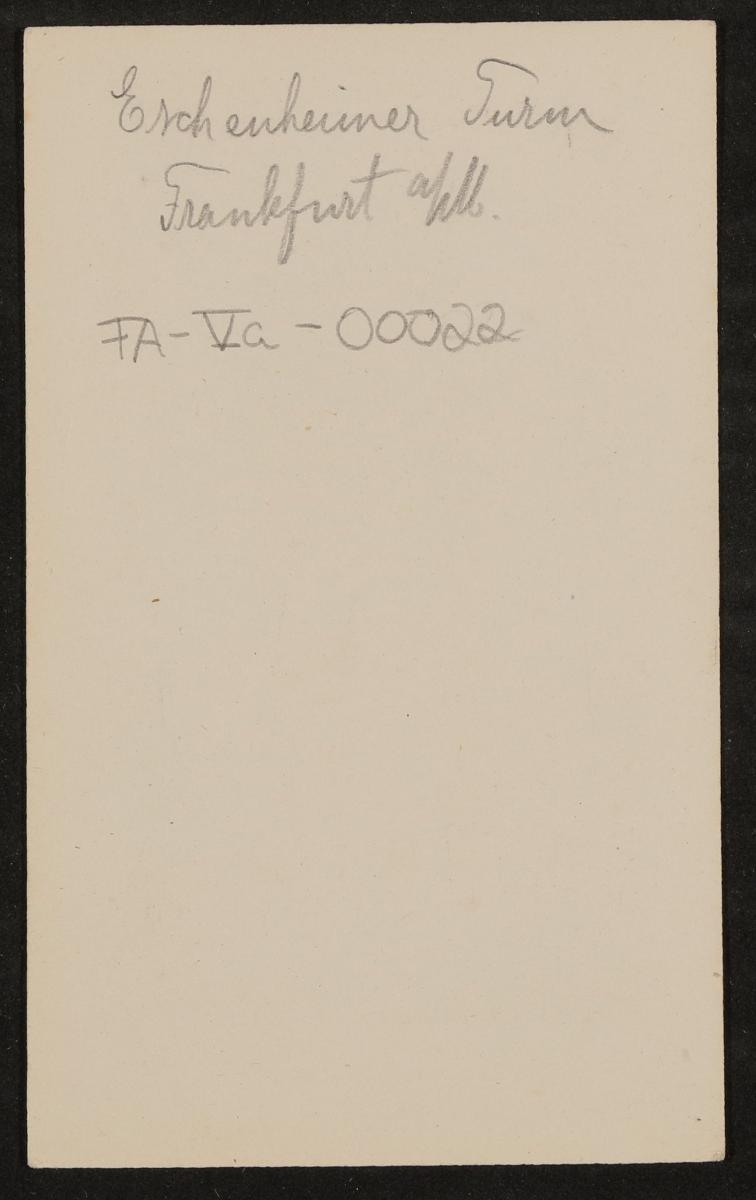 Eschenheimer Turm
Frankfurt a/M.
FA-Va-00022